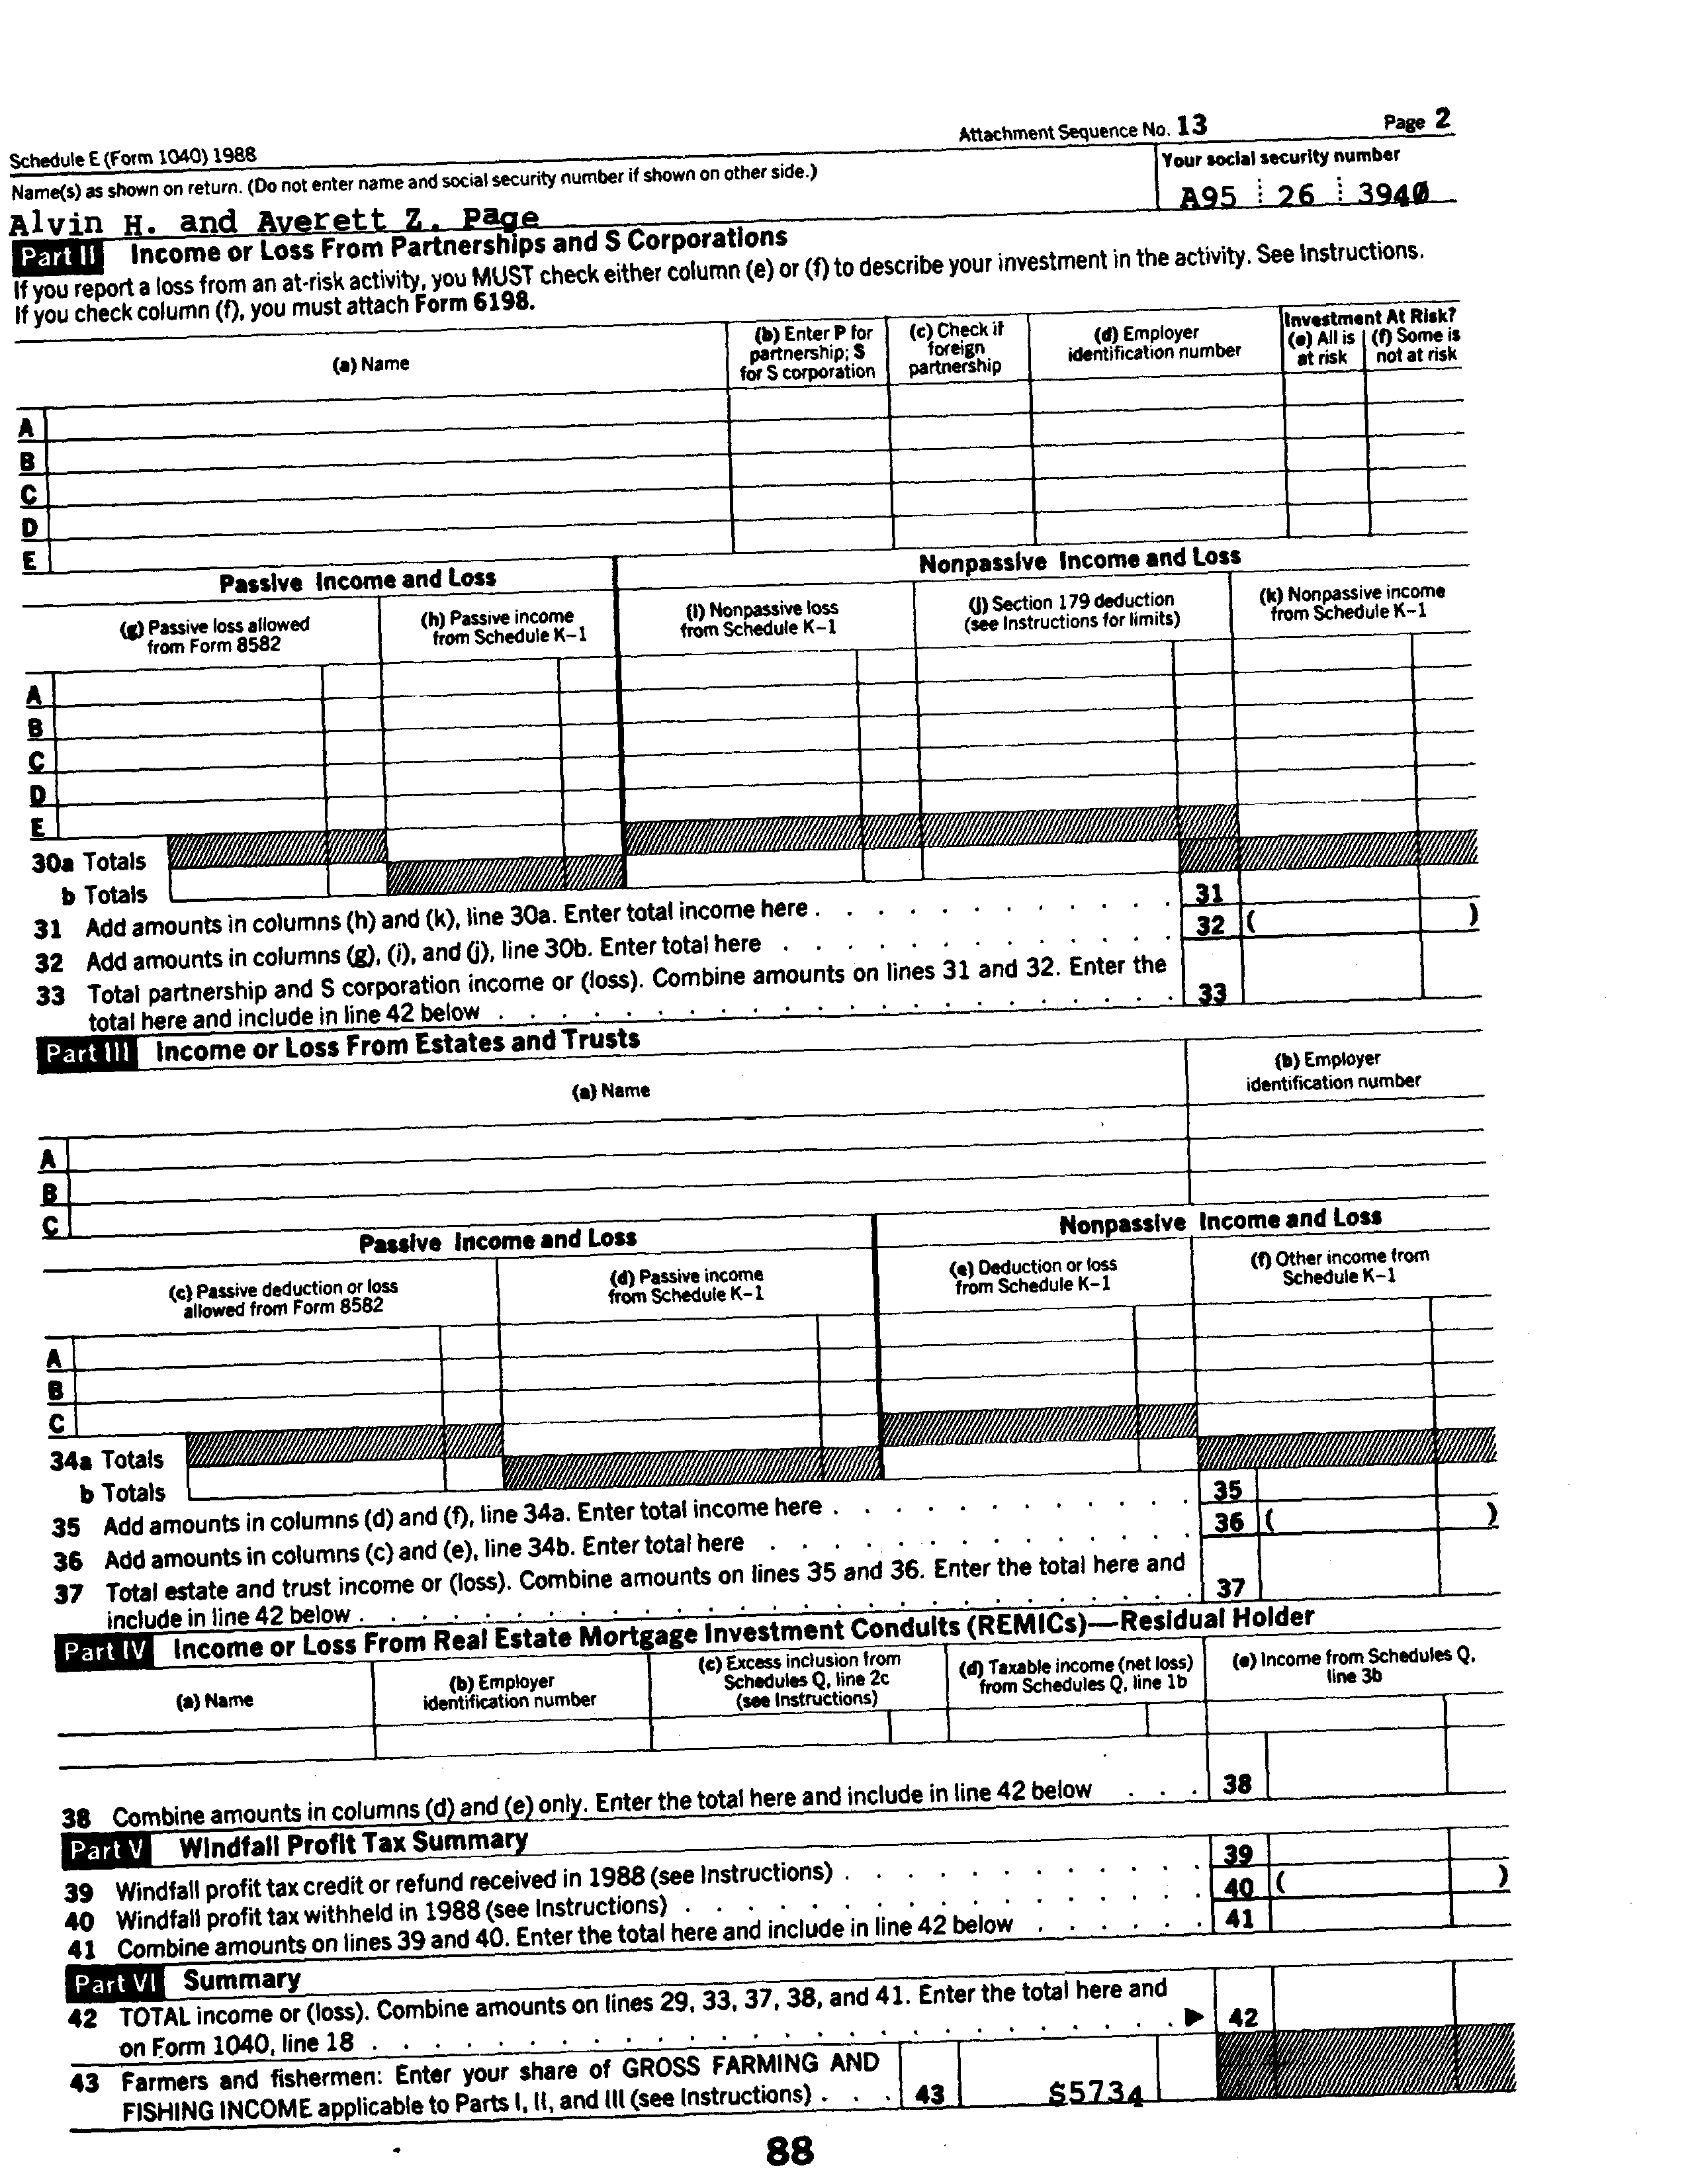 Schedule E (Form 1040) 1988 Attachment Sequence No. 13 Page 2
Name(s) as shown on return. (Do not enter name and social security number if shown on other side.) Your social security number
Alvin H. and Averett Z. Page A95 26 3940
Part II Income or Loss From Partnerships and S Corporations
If you report a loss from an at-risk activity, you MUST check either column (e) or (f) to describe your investment in the activity. See Instructions.
If you check column (f), you must attach Form 6198.
(a) Name
(b) Enter P for
partnership; S
for S corporation
(c) Check if
foreign
partnership
(d) Employer
identification number
Investment At Risk?
(e) All is
at risk
(f) Some is
not at risk
A
B
C
D
E
Passive Income and Loss Nonpassive Income and Loss
(g) Passive loss allowed
from Form 8582
(h) Passive income
from Schedule K–1
(i) Nonpassive loss
from Schedule K–1
(j) Section 179 deduction
(see Instructions for limits)
(k) Nonpassive income
from Schedule K–1
A
B
C
D
E
30a Totals
b Totals
31 Add amounts in columns (h) and (k), line 30a. Enter total income here . . . . . . . . . . . . 31
32 Add amounts in columns (g), (i), and (j), line 30b. Enter total here . . . . . . . . . . . . . 32 ( )
33 Total partnership and S corporation income or (loss). Combine amounts on lines 31 and 32. Enter the
total here and include in line 42 below . . . . . . . . . . . . . . . . . . . . . . 33
Part III Income or Loss From Estates and Trusts
(a) Name
(b) Employer
identification number
A
B
C
Passive Income and Loss Nonpassive Income and Loss
(c) Passive deduction or loss
allowed from Form 8582
(d) Passive income
from Schedule K–1
(e) Deduction or loss
from Schedule K–1
(f) Other income from
Schedule K–1
A
B
C
34a Totals
b Totals
35 Add amounts in columns (d) and (f), line 34a. Enter total income here . . . . . . . . . . . . 35
36 Add amounts in columns (c) and (e), line 34b. Enter total here . . . . . . . . . . . . . . 36 ( )
37 Total estate and trust income or (loss). Combine amounts on lines 35 and 36. Enter the total here and
include in line 42 below . . . . . . . . . . . . . . . . . . . . . . . . . . . 37
Part IV Income or Loss From Real Estate Mortgage Investment Conduits (REMICs)—Residual Holder
(a) Name
(b) Employer
identification number
(c) Excess inclusion from
Schedules Q, line 2c
(see Instructions)
(d) Taxable income (net loss)
from Schedules Q, line 1b
(e) Income from Schedules Q,
line 3b
38 Combine amounts in columns (d) and (e) only. Enter the total here and include in line 42 below . . . 38
Part V Windfall Profit Tax Summary
39 Windfall profit tax credit or refund received in 1988 (see Instructions) . . . . . . . . . . . . 39
40 Windfall profit tax withheld in 1988 (see Instructions) . . . . . . . . . . . . . . . . . 40 ( )
41 Combine amounts on lines 39 and 40. Enter the total here and include in line 42 below . . . . . . 41
Part VI Summary
42 TOTAL income or (loss). Combine amounts on lines 29, 33, 37, 38, and 41. Enter the total here and
on Form 1040, line 18 . . . . . . . . . . . . . . . . . . . . . . . . . . ▶ 42
43 Farmers and fishermen: Enter your share of GROSS FARMING AND
FISHING INCOME applicable to Parts I, II, and III (see Instructions) . . . 43 $5734
88